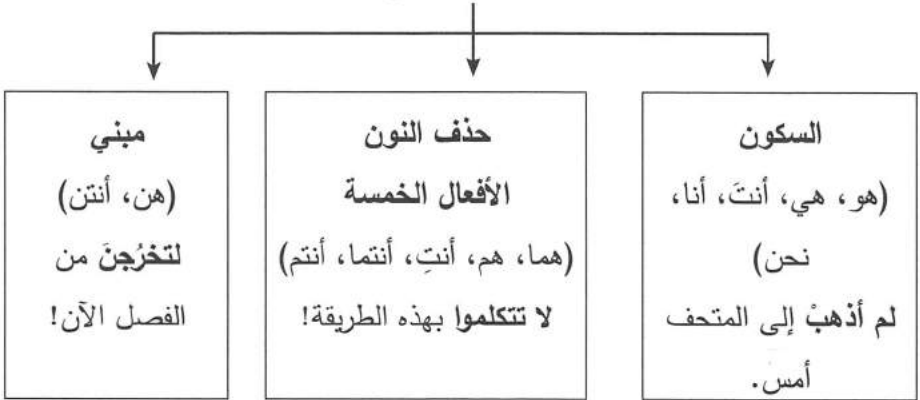 السكون
(هو، هي، أنتَ، أنا،
نحن)
لم أذهبْ إلى المتحف
أمسَ.
حذف النون
الأفعال الخمسة
(هما، هم، أنتِ، أنتما، أنتم)
لا تتكلموا بهذه الطريقة!
مبني
(هن، أنتن)
لتخرُجنَ من
الفصل الآن!